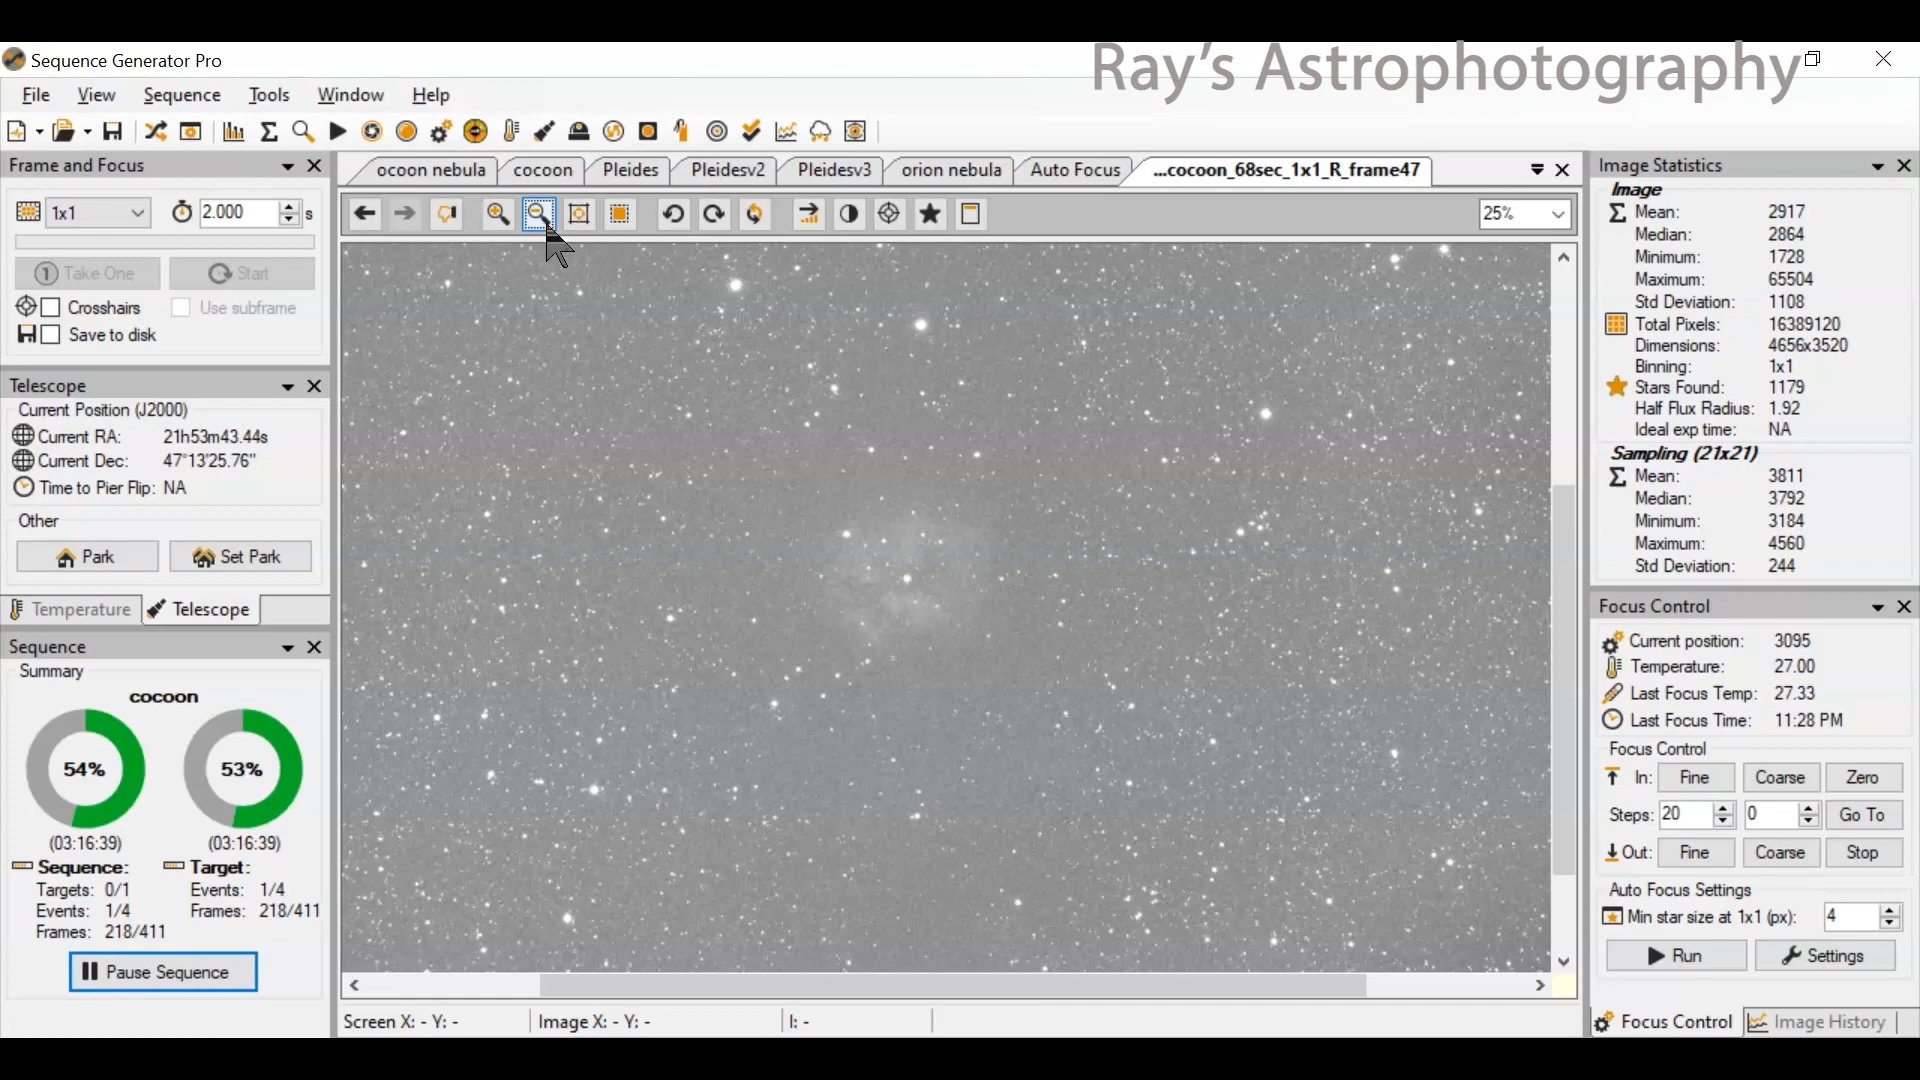 Ray's Astrophotography
Sequence Generator Pro
File View Sequence Tools Window Help
Frame and Focus
1x1 2.000 s
Take One Start
Crosshairs Use subframe
Save to disk
Telescope
Current Position (J2000)
Current RA: 21h53m43.44s
Current Dec: 47°13'25.76"
Time to Pier Flip: NA
Other
Park Set Park
Temperature Telescope
Sequence
Summary
cocoon
54% 53%
(03:16:39) (03:16:39)
Sequence: Target:
Targets: 0/1 Events: 1/4
Events: 1/4 Frames: 218/411
Frames: 218/411
Pause Sequence
ocoon nebula cocoon Pleides Pleidesv2 Pleidesv3 orion nebula Auto Focus ...cocoon_68sec_1x1_R_frame47
25%
Screen X: - Y: - Image X: - Y: - I: -
Image Statistics
Image
Mean: 2917
Median: 2864
Minimum: 1728
Maximum: 65504
Std Deviation: 1108
Total Pixels: 16389120
Dimensions: 4656x3520
Binning: 1x1
Stars Found: 1179
Half Flux Radius: 1.92
Ideal exp time: NA
Sampling (21x21)
Mean: 3811
Median: 3792
Minimum: 3184
Maximum: 4560
Std Deviation: 244
Focus Control
Current position: 3095
Temperature: 27.00
Last Focus Temp: 27.33
Last Focus Time: 11:28 PM
Focus Control
In: Fine Coarse Zero
Steps: 20 0 Go To
Out: Fine Coarse Stop
Auto Focus Settings
Min star size at 1x1 (px): 4
Run Settings
Focus Control Image History